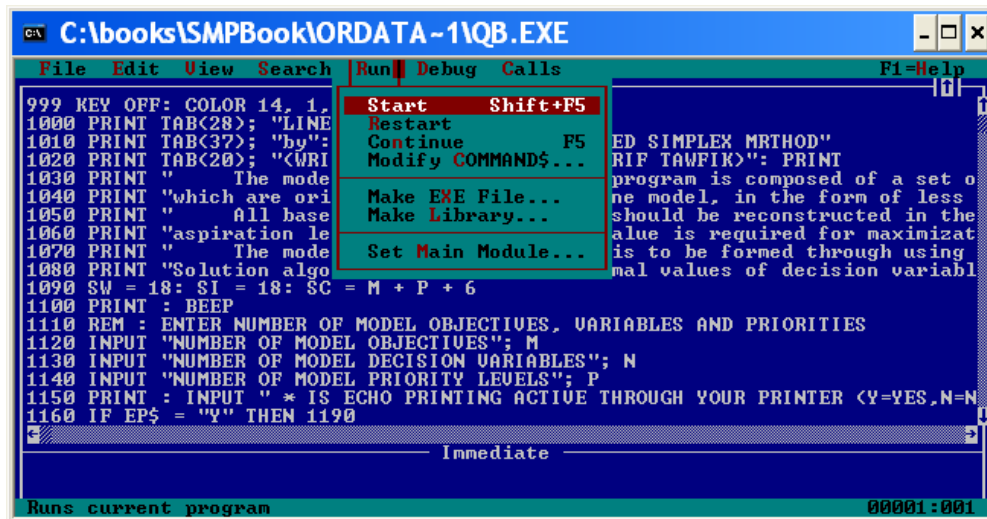 C:\books\SMPBook\ORDATA~1\QB.EXE
File Edit View Search Run Debug Calls F1=Help
999 KEY OFF: COLOR 14, 1,
1000 PRINT TAB(28); "LINE
1010 PRINT TAB(37); "by": ED SIMPLEX MRTHOD"
1020 PRINT TAB(20); "(WRI RIF TAWFIK)": PRINT
1030 PRINT " The mode program is composed of a set o
1040 PRINT "which are ori ne model, in the form of less
1050 PRINT " All base should be reconstructed in the
1060 PRINT "aspiration le alue is required for maximizat
1070 PRINT " The mode is to be formed through using
1080 PRINT "Solution algo mal values of decision variabl
1090 SW = 18: SI = 18: SC = M + P + 6
1100 PRINT : BEEP
1110 REM : ENTER NUMBER OF MODEL OBJECTIVES, VARIABLES AND PRIORITIES
1120 INPUT "NUMBER OF MODEL OBJECTIVES"; M
1130 INPUT "NUMBER OF MODEL DECISION VARIABLES"; N
1140 INPUT "NUMBER OF MODEL PRIORITY LEVELS"; P
1150 PRINT : INPUT " * IS ECHO PRINTING ACTIVE THROUGH YOUR PRINTER (Y=YES,N=N
1160 IF EP$ = "Y" THEN 1190
Start Shift+F5
Restart
Continue F5
Modify COMMAND$...
Make EXE File...
Make Library...
Set Main Module...
Immediate
Runs current program 00001:001